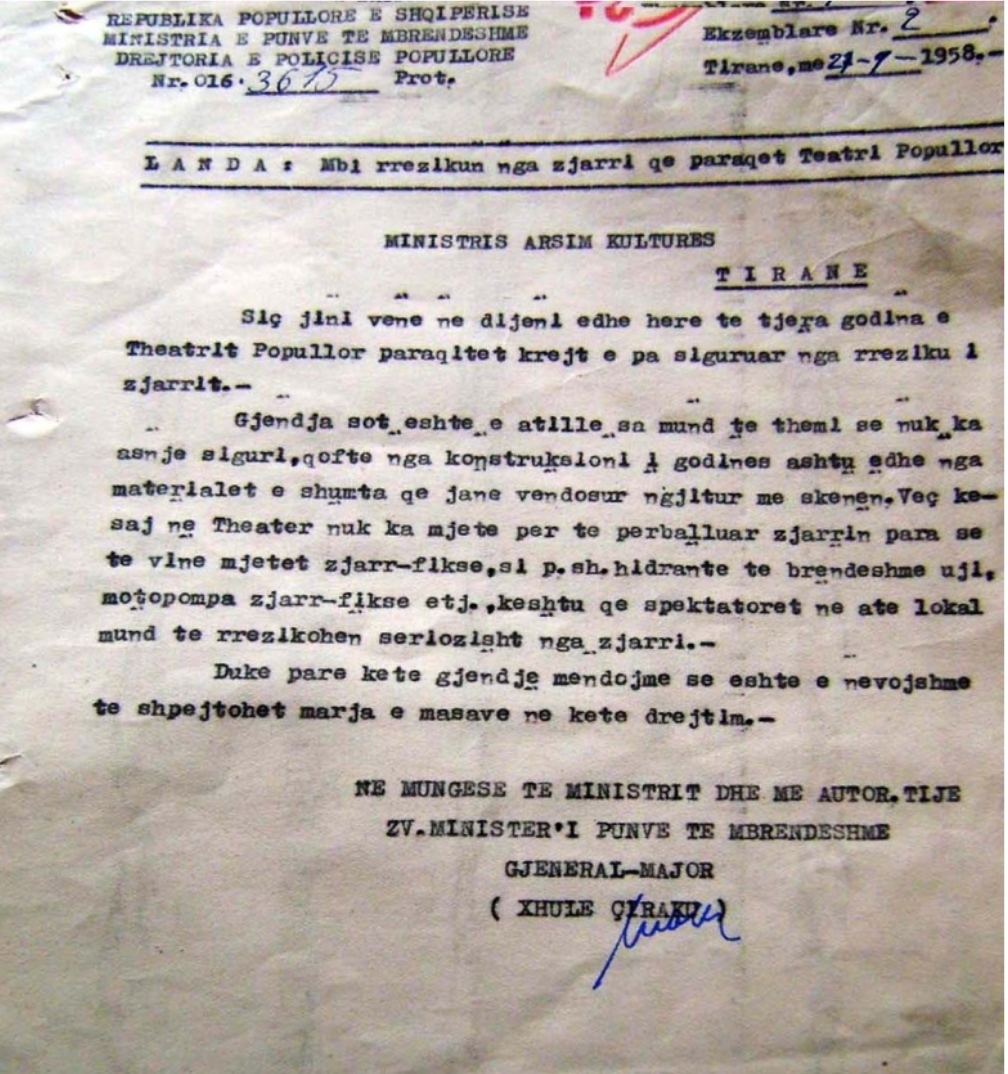 REPUBLIKA POPULLORE E SHQIPERISE
MINISTRIA E PUNVE TE MBRENDESHME
DREJTORIA E POLICISE POPULLORE
Nr. 016. 3615 Prot.
Ekzemblare Nr. 2
Tirane, me 21-9-1958.-
L A N D A : Mbi rrezikun nga zjarri qe paraqet Teatri Popullor
MINISTRIS ARSIM KULTURES
T I R A N E
Siç jini vënë në dijeni edhe herë te tjera godina e
Theatrit Popullor paraqitet krejt e pa siguruar nga rreziku i
zjarrit.-
Gjendja sot eshte e atille sa mund te themi se nuk ka
asnje siguri,qofte nga konstruksioni i godines ashtu edhe nga
materialet e shumta qe jane vendosur ngjitur me skenen.Veç ke-
saj ne Theater nuk ka mjete per te perballuar zjarrin para se
te vine mjetet zjarr-fikse,si p.sh.hidrante te brendeshme uji,
motopompa zjarr-fikse etj.,keshtu qe spektatoret ne ate lokal
mund te rrezikohen seriozisht nga zjarri.-
Duke pare kete gjendje mendojme se eshte e nevojshme
te shpejtohet marja e masave ne kete drejtim.-
NE MUNGESE TE MINISTRIT DHE ME AUTOR.TIJE
ZV.MINISTER'I PUNVE TE MBRENDESHME
GJENERAL-MAJOR
( XHULE ÇIRAKU )